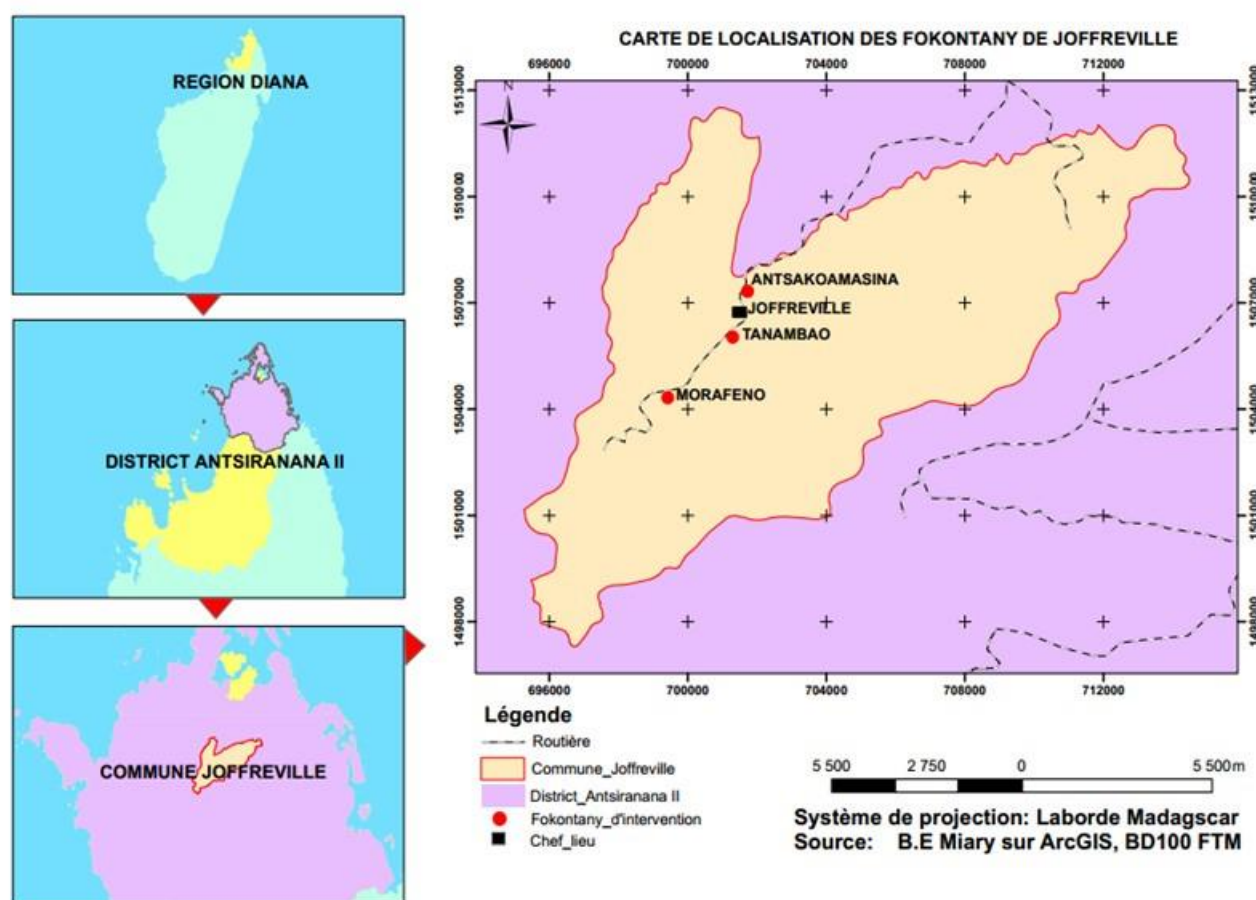 REGION DIANA
DISTRICT ANTSIRANANA II
COMMUNE JOFFREVILLE
CARTE DE LOCALISATION DES FOKONTANY DE JOFFREVILLE
696000 700000 704000 708000 712000
N
1513000 1513000
1510000 1510000
ANTSAKOAMASINA
1507000 1507000
JOFFREVILLE
TANAMBAO
MORAFENO
1504000 1504000
1501000 1501000
1498000 1498000
696000 700000 704000 708000 712000
Légende
Routière
Commune_Joffreville
District_Antsiranana II
Fokontany_d'intervention
Chef_lieu
5 500 2 750 0 5 500m
Système de projection: Laborde Madagscar
Source: B.E Miary sur ArcGIS, BD100 FTM